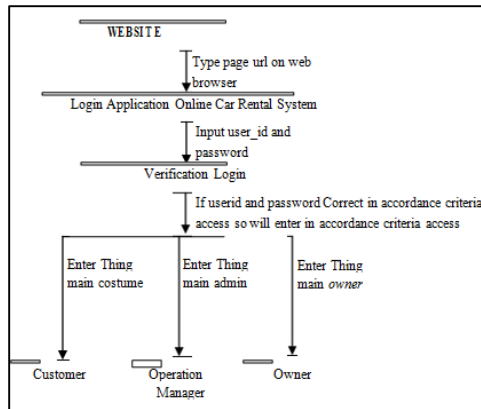 WEBSITE
Type page url on web
browser
Login Application Online Car Rental System
Input user_id and
password
Verification Login
If userid and password Correct in accordance criteria
access so will enter in accordance criteria access
Enter Thing
main costume
Enter Thing
main admin
Enter Thing
main owner
Customer
Operation
Manager
Owner